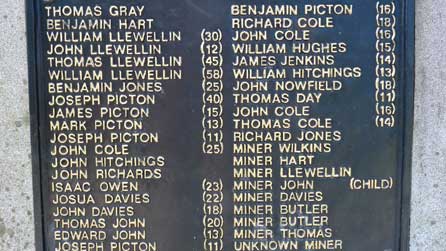 THOMAS GRAY
BENJAMIN HART
WILLIAM LLEWELLIN (30)
JOHN LLEWELLIN (12)
THOMAS LLEWELLIN (45)
WILLIAM LLEWELLIN (58)
BENJAMIN JONES (25)
JOSEPH PICTON (40)
JAMES PICTON (15)
MARK PICTON (13)
JOSEPH PICTON (11)
JOHN COLE (25)
JOHN HITCHINGS
JOHN RICHARDS
ISAAC OWEN (23)
JOSUA DAVIES (22)
JOHN DAVIES (18)
THOMAS JOHN (20)
EDWARD JOHN (13)
JOSEPH PICTON (11)
BENJAMIN PICTON (16)
RICHARD COLE (18)
JOHN COLE (16)
WILLIAM HUGHES (15)
JAMES JENKINS (14)
WILLIAM HITCHINGS (13)
JOHN NOWFIELD (18)
THOMAS DAY (11)
JOHN COLE (16)
THOMAS COLE (14)
RICHARD JONES
MINER WILKINS
MINER HART
MINER LLEWELLIN
MINER JOHN (CHILD)
MINER DAVIES
MINER BUTLER
MINER BUTLER
MINER THOMAS
UNKNOWN MINER